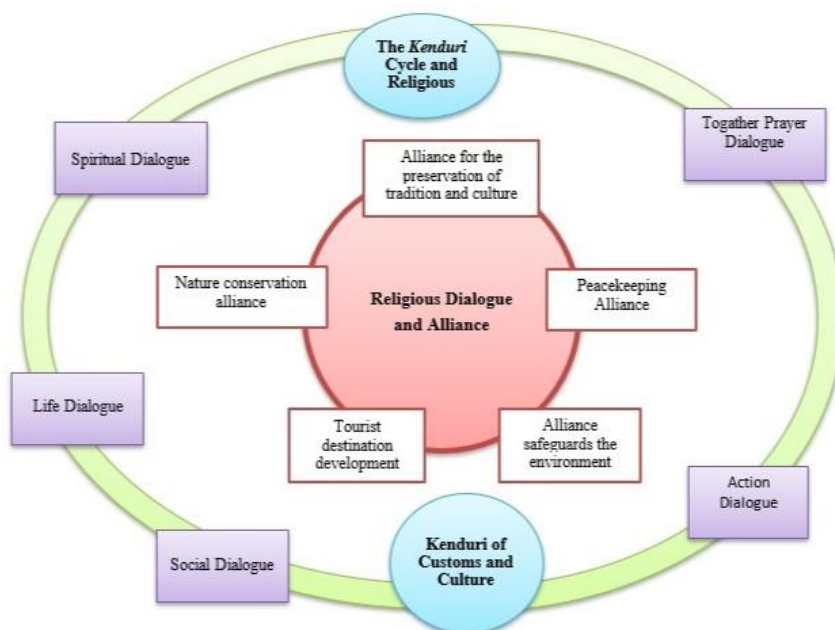 The Kenduri
Cycle and
Religious
Togather Prayer
Dialogue
Spiritual Dialogue
Alliance for the
preservation of
tradition and culture
Nature conservation
alliance
Religious Dialogue
and Alliance
Peacekeeping
Alliance
Life Dialogue
Tourist
destination
development
Alliance
safeguards the
environment
Action
Dialogue
Social Dialogue
Kenduri of
Customs and
Culture